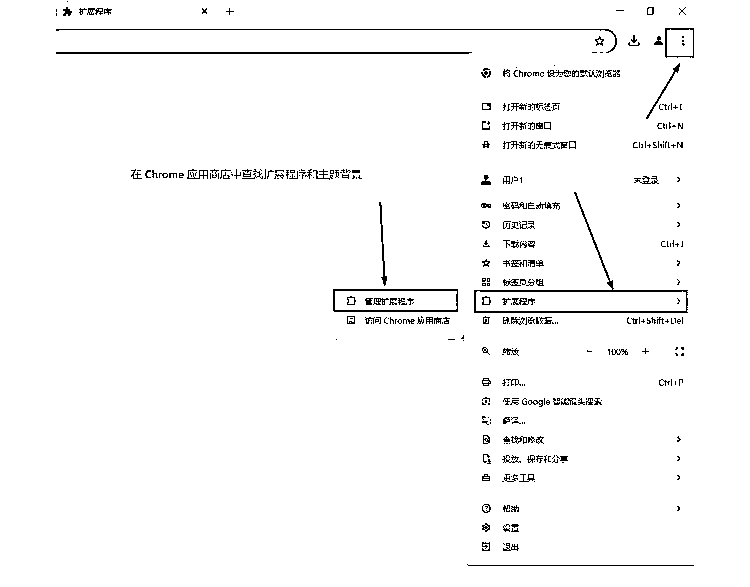 扩展程序
将 Chrome 设为您的默认浏览器
打开新的标签页 Ctrl+T
打开新的窗口 Ctrl+N
打开新的无痕式窗口 Ctrl+Shift+N
在 Chrome 应用商店中查找扩展程序和主题背景
用户1 未登录
密码和自动填充
历史记录
下载内容 Ctrl+J
书签和清单
标签页分组
管理扩展程序
扩展程序
访问 Chrome 应用商店
删除浏览数据... Ctrl+Shift+Del
缩放 − 100% +
打印... Ctrl+P
使用 Google 智能镜头搜索
翻译...
查找和修改
投放、保存和分享
更多工具
帮助
设置
退出